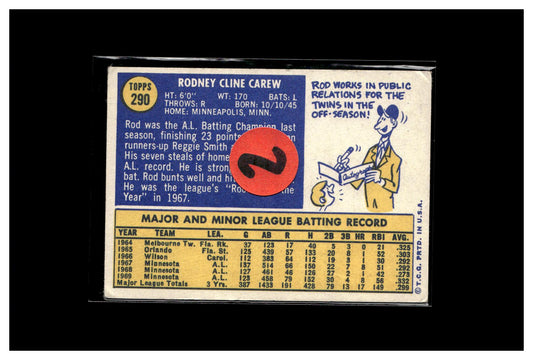 TOPPS
290
RODNEY CLINE CAREW
HT: 6'0" WT: 170 BATS: L
THROWS: R BORN: 10/10/45
HOME: MINNEAPOLIS, MINN.
Rod was the A.L. Batting Champion last
season, finishing 23 points
runners-up Reggie Smith
His seven steals of home
A.L. record. He is strong
bat. Rod bunts well and hi
He was the league's "Roo the
Year" in 1967.
2
ROD WORKS IN PUBLIC
RELATIONS FOR THE
TWINS IN THE
OFF-SEASON!
MAJOR AND MINOR LEAGUE BATTING RECORD
YEAR TEAM LEA. G AB R H 2B 3B HR RBI AVG.
1964 Melbourne Tw. Fla. Rk. 37 123 17 40 5 3 0 21 .325
1965 Orlando Fla. St. 125 439 57 133 20 8 1 52 .303
1966 Wilson Carol. 112 383 64 112 19 3 1 30 .292
1967 Minnesota A.L. 137 514 66 150 22 7 8 51 .292
1968 Minnesota A.L. 127 461 46 126 27 2 1 42 .273
1969 Minnesota A.L. 123 458 79 152 30 4 8 56 .332
Major League Totals 3 Yrs. 387 1433 191 428 79 13 17 149 .299
©T.C.G. PRTD. IN U.S.A.